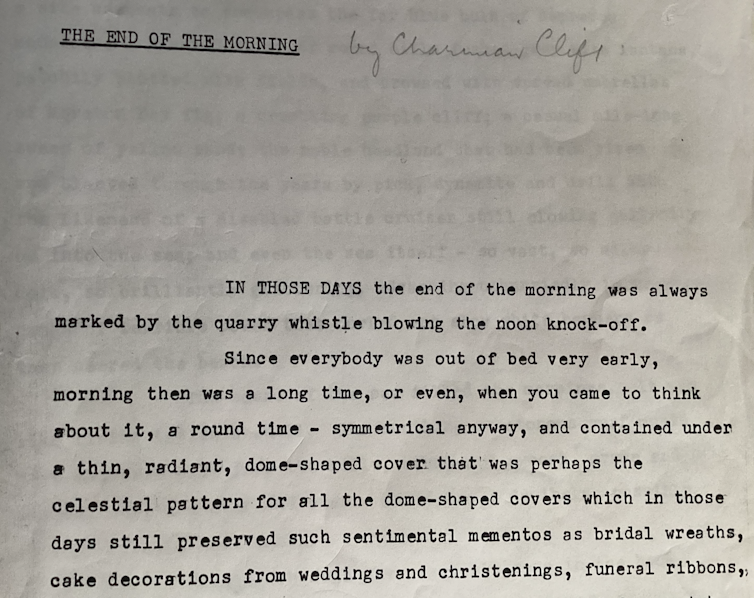 THE END OF THE MORNING by Charmian Clift
IN THOSE DAYS the end of the morning was always
marked by the quarry whistle blowing the noon knock-off.
Since everybody was out of bed very early,
morning then was a long time, or even, when you came to think
about it, a round time - symmetrical anyway, and contained under
a thin, radiant, dome-shaped cover that was perhaps the
celestial pattern for all the dome-shaped covers which in those
days still preserved such sentimental mementos as bridal wreaths,
cake decorations from weddings and christenings, funeral ribbons,